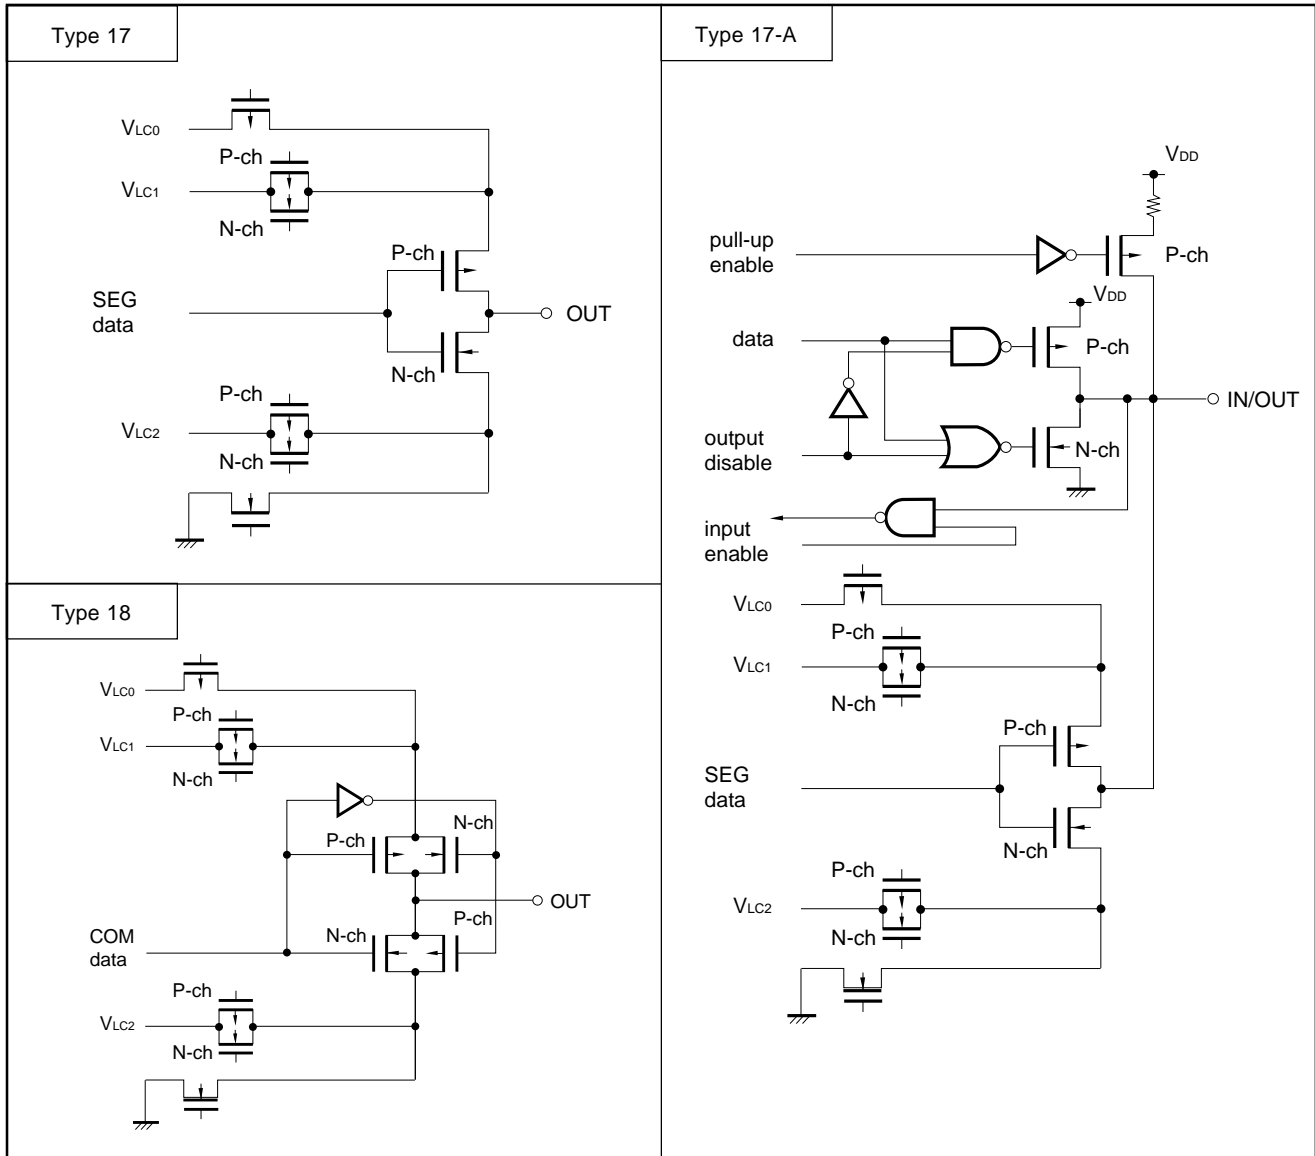 Type 17
VLC0
P-ch
VLC1
N-ch
P-ch
SEG
data
OUT
N-ch
P-ch
VLC2
N-ch
Type 18
VLC0
P-ch
VLC1
N-ch
N-ch
P-ch
OUT
P-ch
N-ch
COM
data
P-ch
VLC2
N-ch
Type 17-A
VDD
pull-up
enable
P-ch
VDD
data
P-ch
IN/OUT
output
disable
N-ch
input
enable
VLC0
P-ch
VLC1
N-ch
P-ch
SEG
data
N-ch
P-ch
VLC2
N-ch